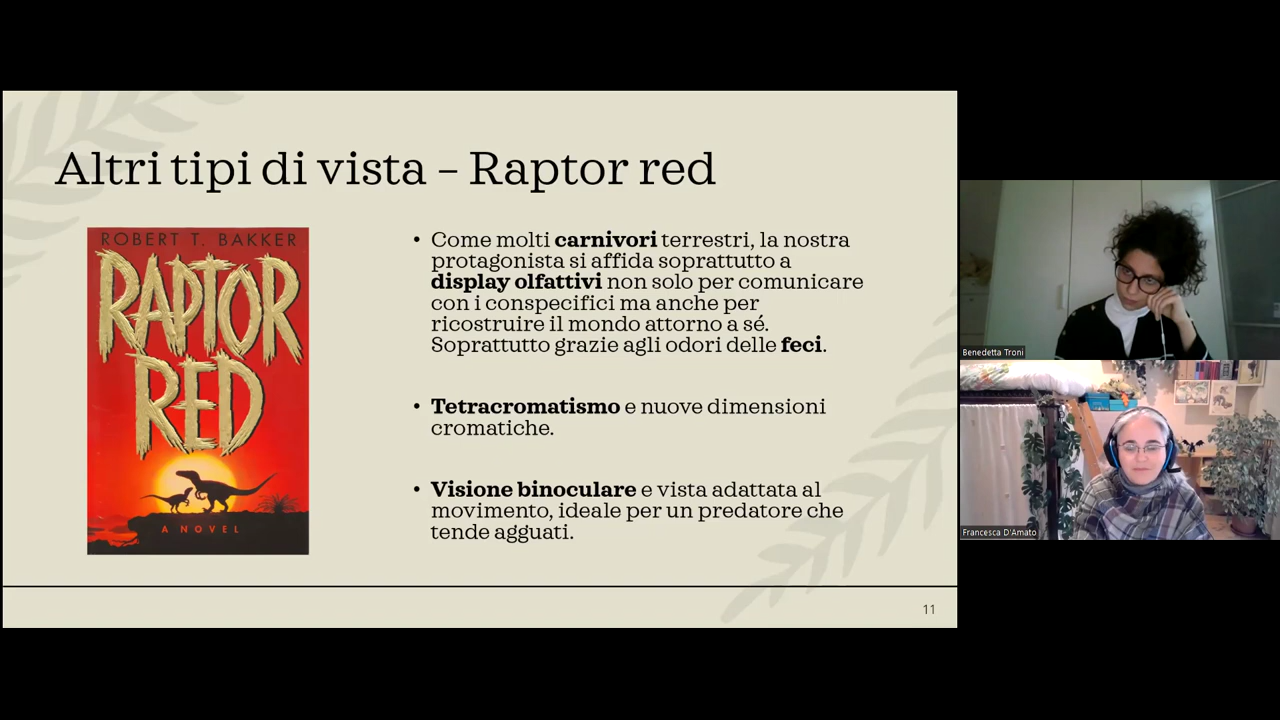 Altri tipi di vista – Raptor red
ROBERT T. BAKKER
RAPTOR
RED
A NOVEL
• Come molti carnivori terrestri, la nostra
protagonista si affida soprattutto a
display olfattivi non solo per comunicare
con i conspecifici ma anche per
ricostruire il mondo attorno a sé.
Soprattutto grazie agli odori delle feci.
• Tetracromatismo e nuove dimensioni
cromatiche.
• Visione binoculare e vista adattata al
movimento, ideale per un predatore che
tende agguati.
11
Benedetta Troni
Francesca D'Amato